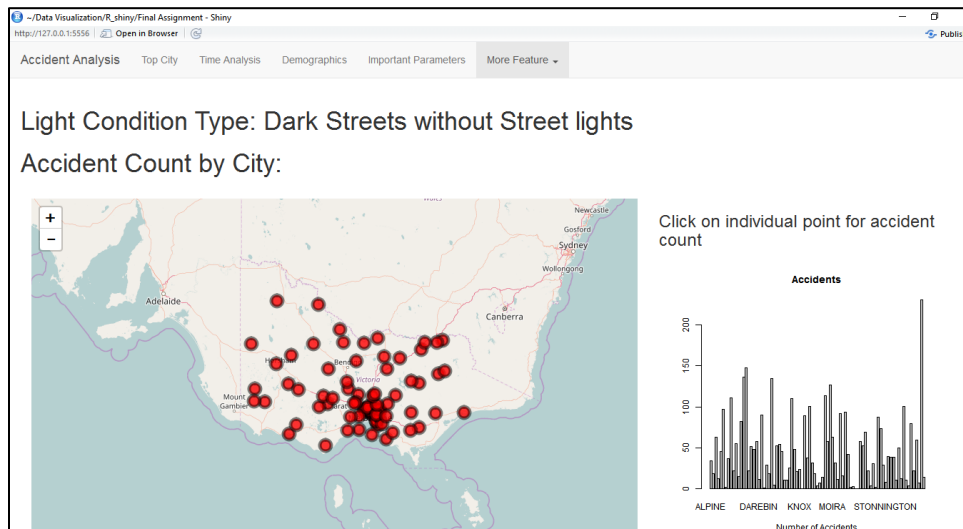 ~/Data Visualization/R_shiny/Final Assignment - Shiny
http://127.0.0.1:5556 Open in Browser Publis
Accident Analysis Top City Time Analysis Demographics Important Parameters More Feature
Light Condition Type: Dark Streets without Street lights
Accident Count by City:
+
−
Wales
Newcastle
Gosford
Sydney
Wollongong
Adelaide
Canberra
Victoria
Mount
Gambier
Click on individual point for accident
count
Accidents
200
150
100
50
0
ALPINE DAREBIN KNOX MOIRA STONNINGTON
Number of Accidents